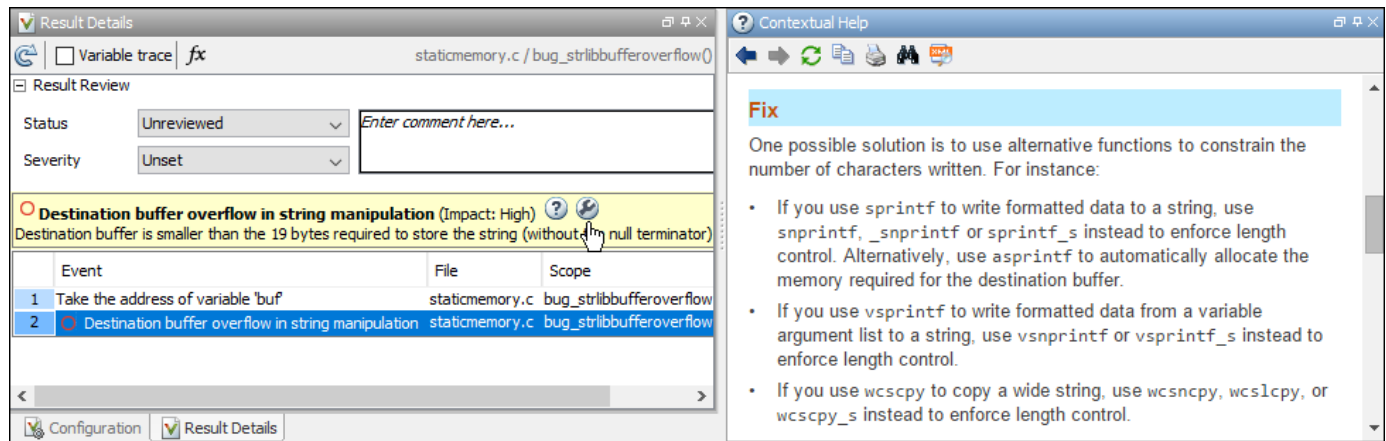 Result Details
Variable trace fx staticmemory.c / bug_strlibbufferoverflow()
Result Review
Status Unreviewed Enter comment here...
Severity Unset
Destination buffer overflow in string manipulation (Impact: High) ?
Destination buffer is smaller than the 19 bytes required to store the string (without null terminator)
Event File Scope
1 Take the address of variable 'buf' staticmemory.c bug_strlibbufferoverflow
2 Destination buffer overflow in string manipulation staticmemory.c bug_strlibbufferoverflow
Configuration Result Details
? Contextual Help
Fix
One possible solution is to use alternative functions to constrain the
number of characters written. For instance:
• If you use sprintf to write formatted data to a string, use
snprintf, _snprintf or sprintf_s instead to enforce length
control. Alternatively, use asprintf to automatically allocate the
memory required for the destination buffer.
• If you use vsprintf to write formatted data from a variable
argument list to a string, use vsnprintf or vsprintf_s instead to
enforce length control.
• If you use wcscpy to copy a wide string, use wcsncpy, wcslcpy, or
wcscpy_s instead to enforce length control.